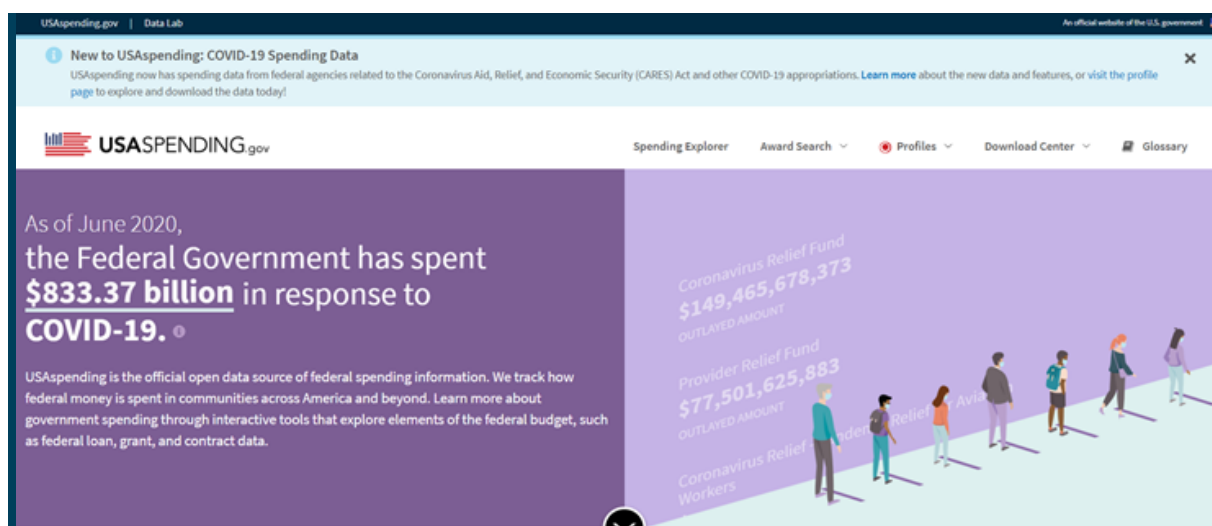 USAspending.gov | Data Lab
An official website of the U.S. government
New to USAspending: COVID-19 Spending Data
USAspending now has spending data from federal agencies related to the Coronavirus Aid, Relief, and Economic Security (CARES) Act and other COVID-19 appropriations. Learn more about the new data and features, or visit the profile
page to explore and download the data today!
USASPENDING.gov
Spending Explorer Award Search Profiles Download Center Glossary
As of June 2020,
the Federal Government has spent
$833.37 billion in response to
COVID-19.
USAspending is the official open data source of federal spending information. We track how
federal money is spent in communities across America and beyond. Learn more about
government spending through interactive tools that explore elements of the federal budget, such
as federal loan, grant, and contract data.
Coronavirus Relief Fund
$149,465,678,373
OUTLAYED AMOUNT
Provider Relief Fund
$77,501,625,883
OUTLAYED AMOUNT
Coronavirus Relief Relief
Workers